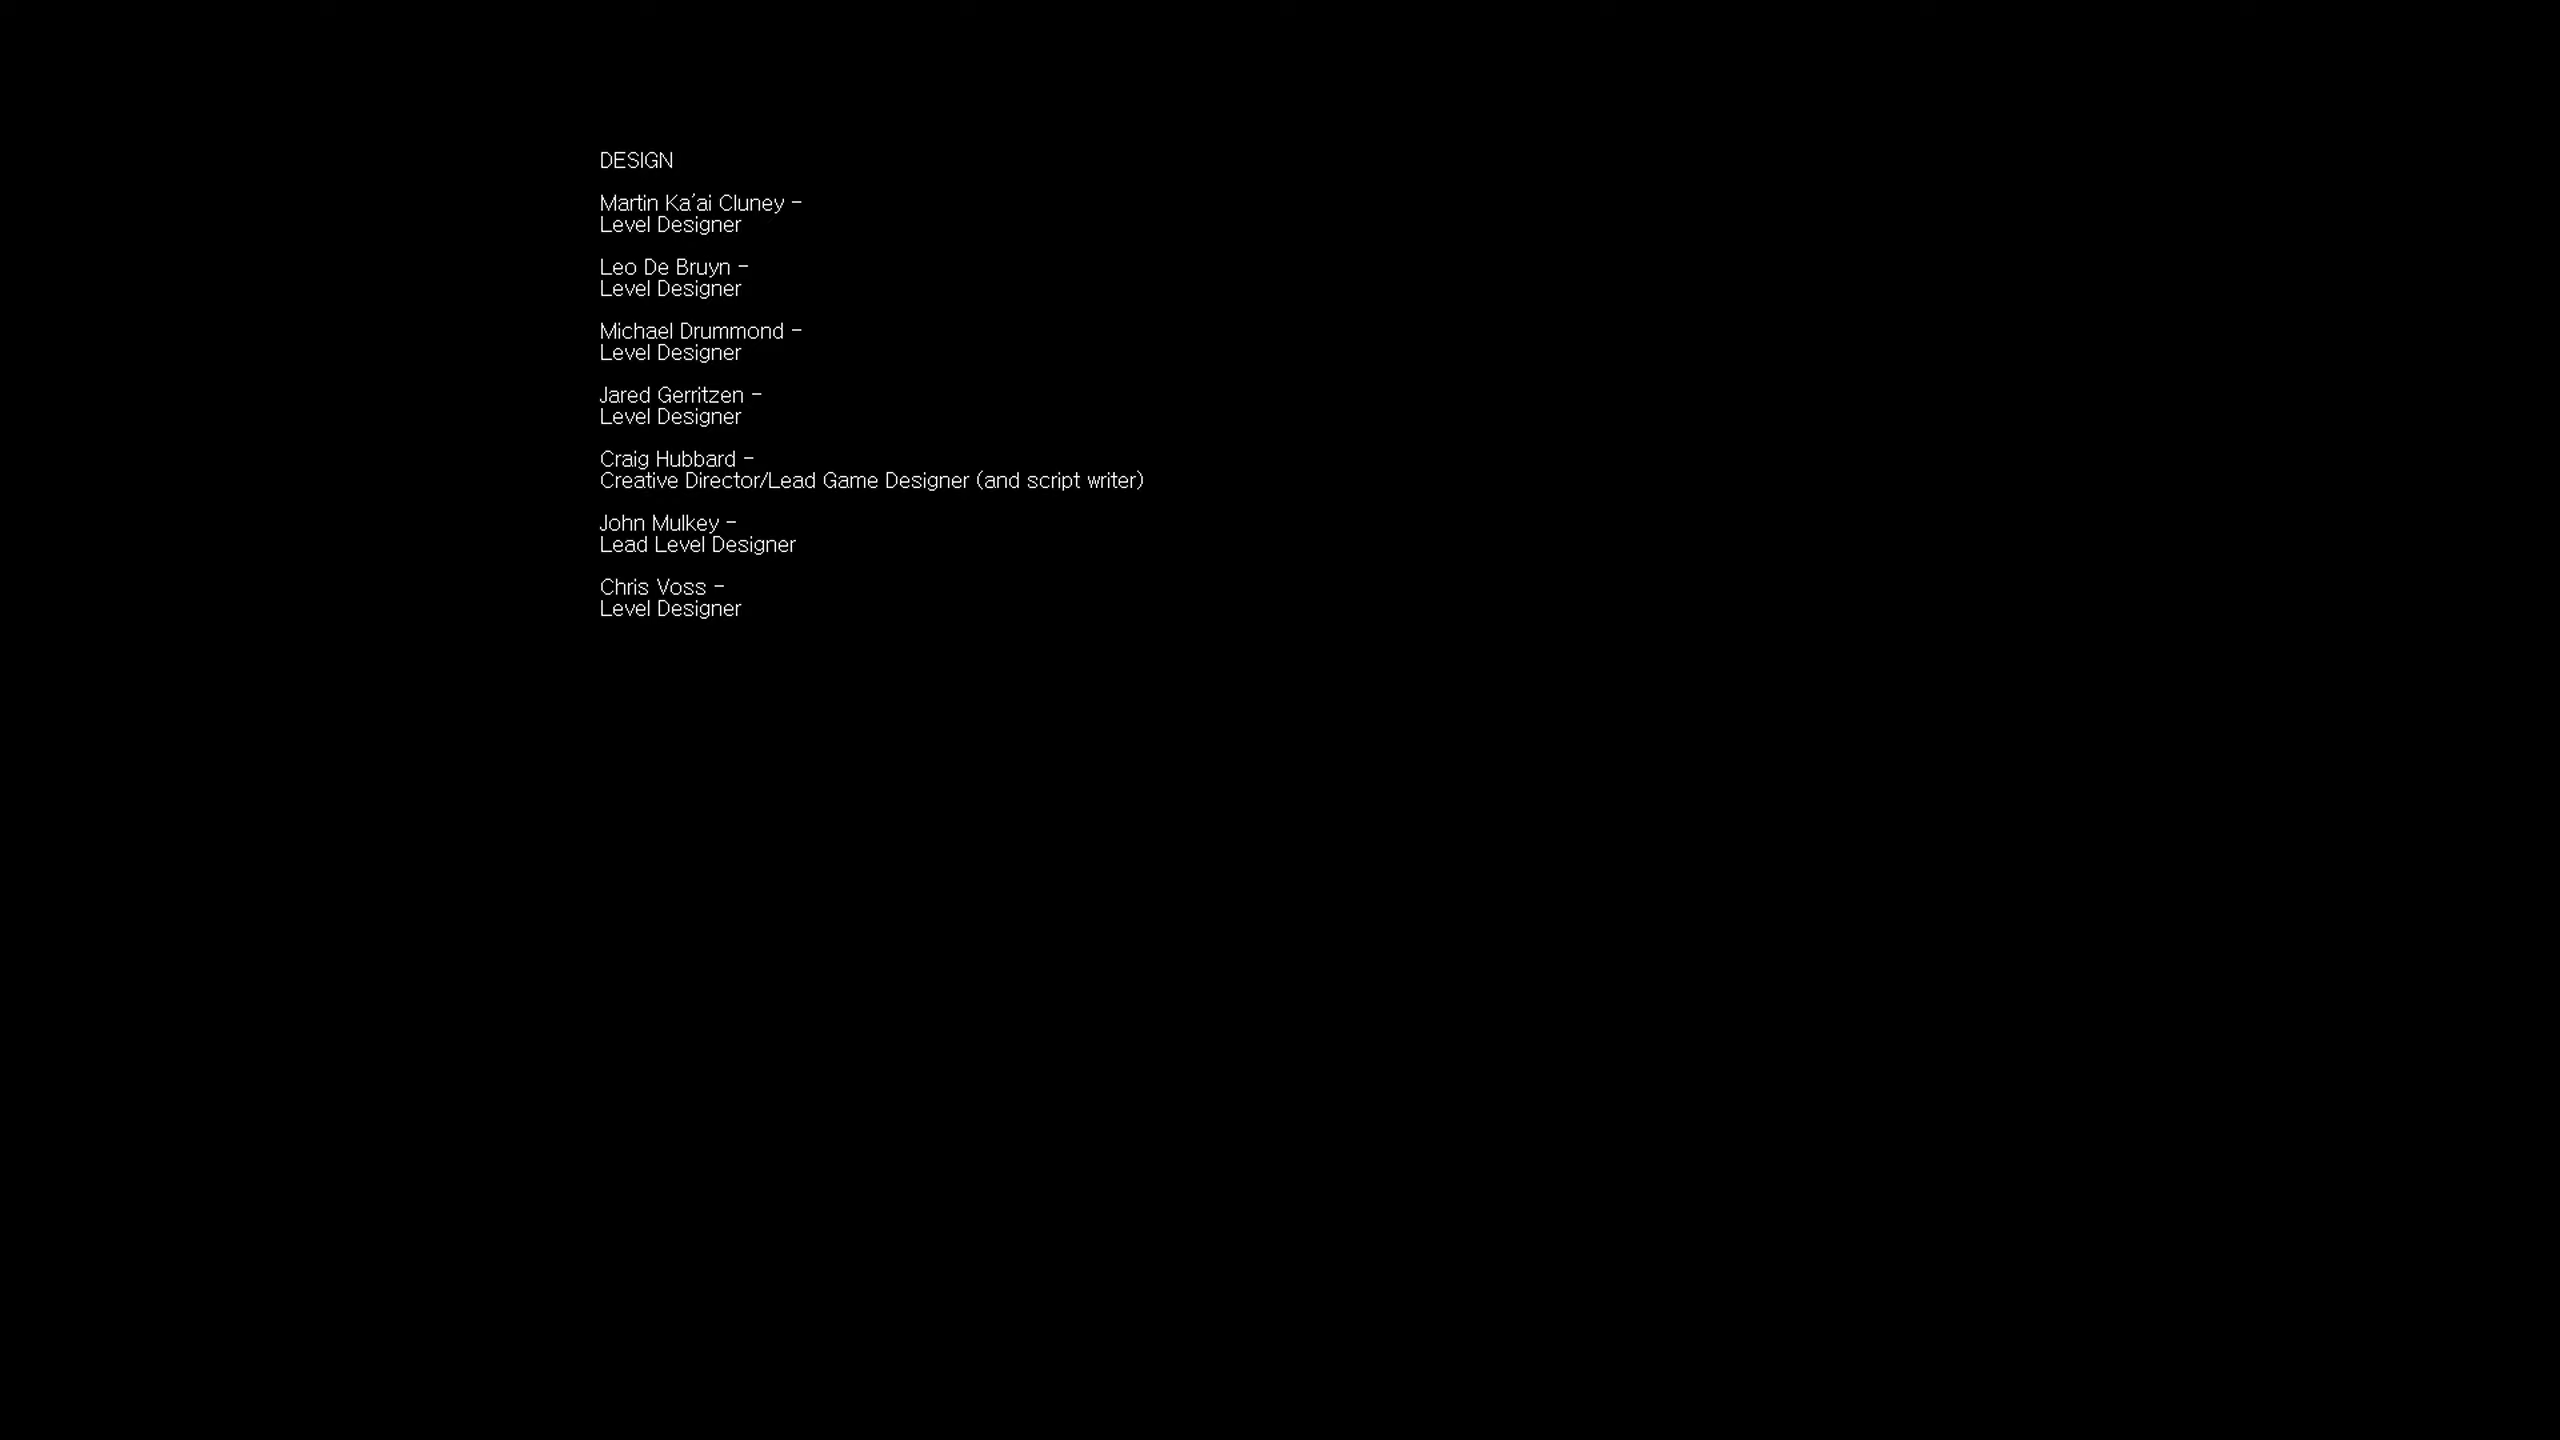 DESIGN
Martin Ka'ai Cluney -
Level Designer
Leo De Bruyn -
Level Designer
Michael Drummond -
Level Designer
Jared Gerritzen -
Level Designer
Craig Hubbard -
Creative Director/Lead Game Designer (and script writer)
John Mulkey -
Lead Level Designer
Chris Voss -
Level Designer